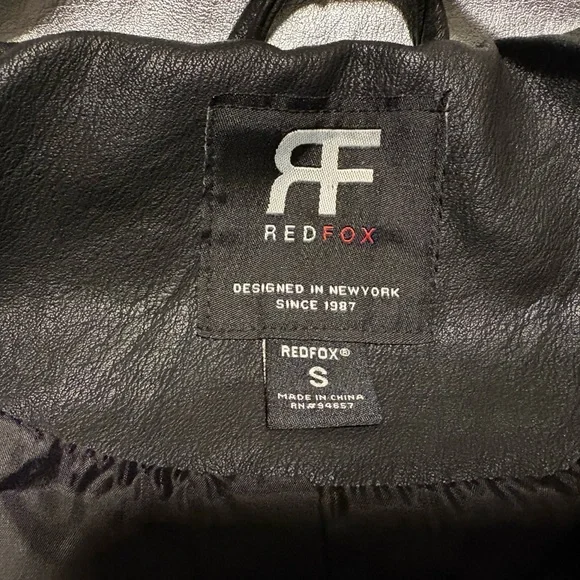 RF
REDFOX
DESIGNED IN NEWYORK
SINCE 1987
REDFOX®
S
MADE IN CHINA
RN#94657